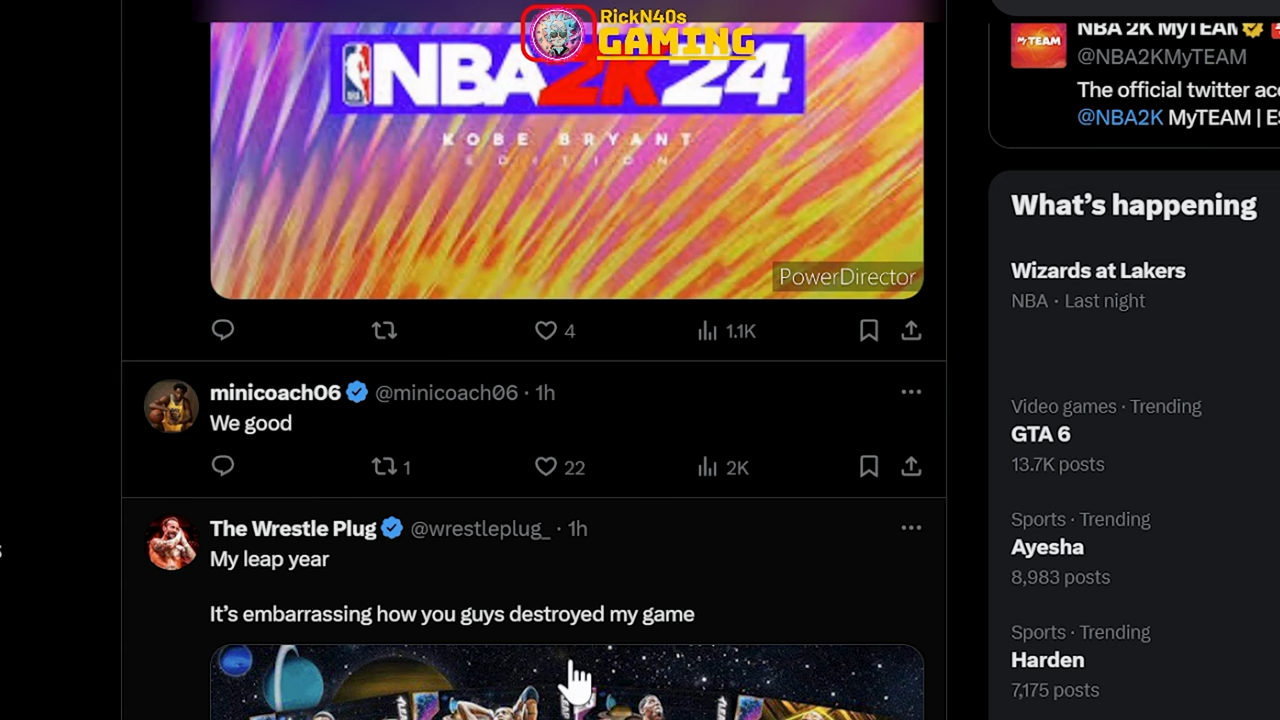 RickN40s
GAMING
NBA 2K24
KOBE BRYANT
EDITION
PowerDirector
4
1.1K
minicoach06 @minicoach06 · 1h
We good
1
22
2K
The Wrestle Plug @wrestleplug_ · 1h
My leap year
It's embarrassing how you guys destroyed my game
MY TEAM
NBA 2K MyTEAM
@NBA2KMyTEAM
The official twitter acc
@NBA2K MyTEAM | ES
What's happening
Wizards at Lakers
NBA · Last night
Video games · Trending
GTA 6
13.7K posts
Sports · Trending
Ayesha
8,983 posts
Sports · Trending
Harden
7,175 posts